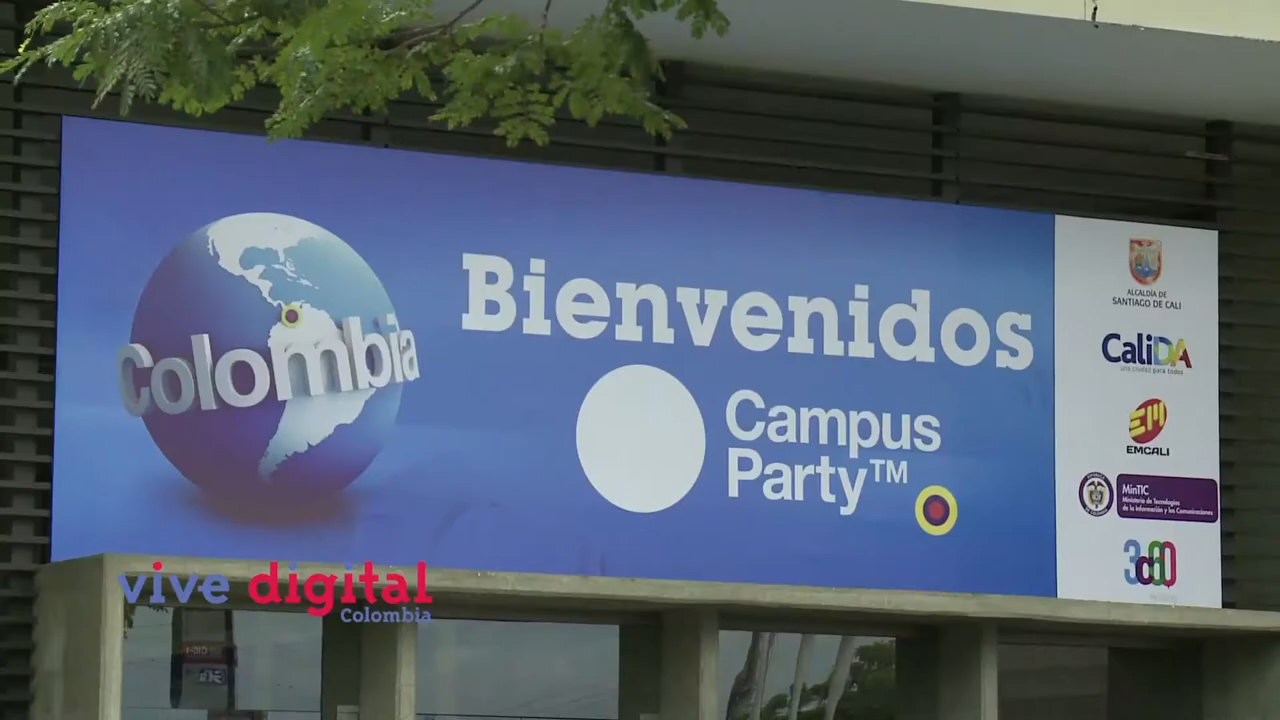 Colombia
Bienvenidos
Campus
Party™
ALCALDÍA DE
SANTIAGO DE CALI
CaliDA
una ciudad para todos
EM
EMCALI
MinTIC
Ministerio de Tecnologías
de la Información y las Comunicaciones
vive digital
Colombia